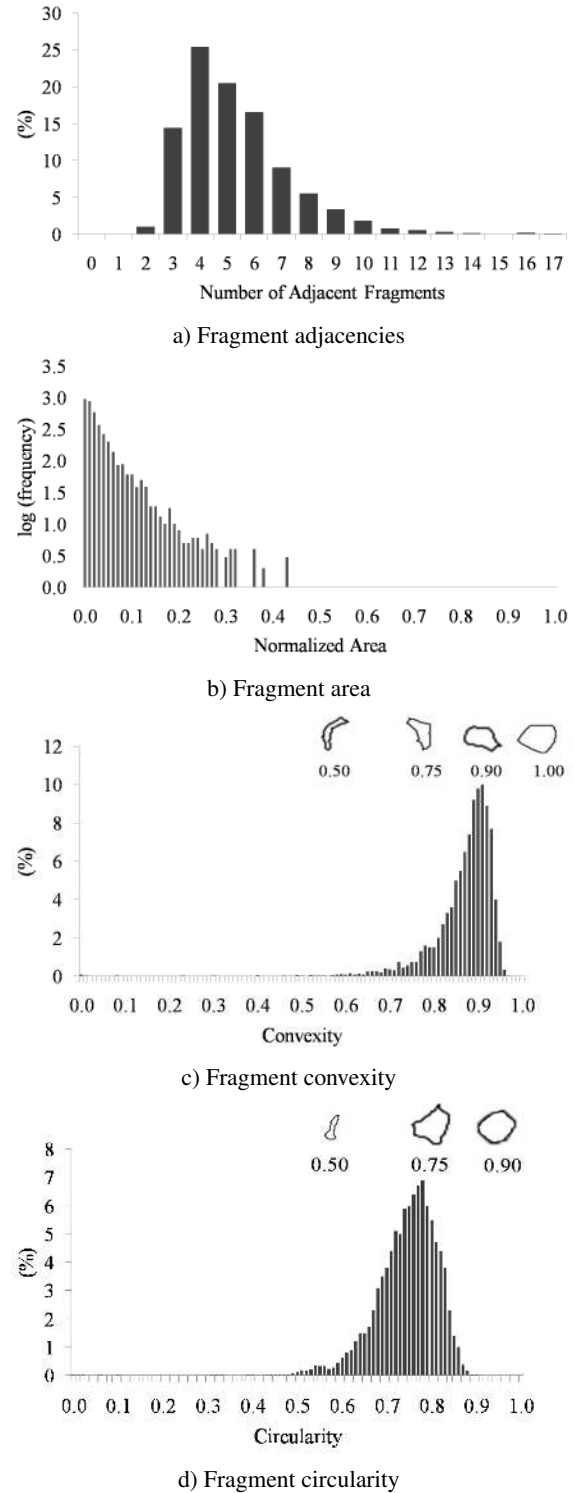 30
25
20
15
10
5
0
(%)
0 1 2 3 4 5 6 7 8 9 10 11 12 13 14 15 16 17
Number of Adjacent Fragments
a) Fragment adjacencies
3.5
3.0
2.5
2.0
1.5
1.0
0.5
0.0
log (frequency)
0.0 0.1 0.2 0.3 0.4 0.5 0.6 0.7 0.8 0.9 1.0
Normalized Area
b) Fragment area
0.50 0.75 0.90 1.00
12
10
8
6
4
2
0
(%)
0.0 0.1 0.2 0.3 0.4 0.5 0.6 0.7 0.8 0.9 1.0
Convexity
c) Fragment convexity
0.50 0.75 0.90
8
7
6
5
4
3
2
1
0
(%)
0.0 0.1 0.2 0.3 0.4 0.5 0.6 0.7 0.8 0.9 1.0
Circularity
d) Fragment circularity